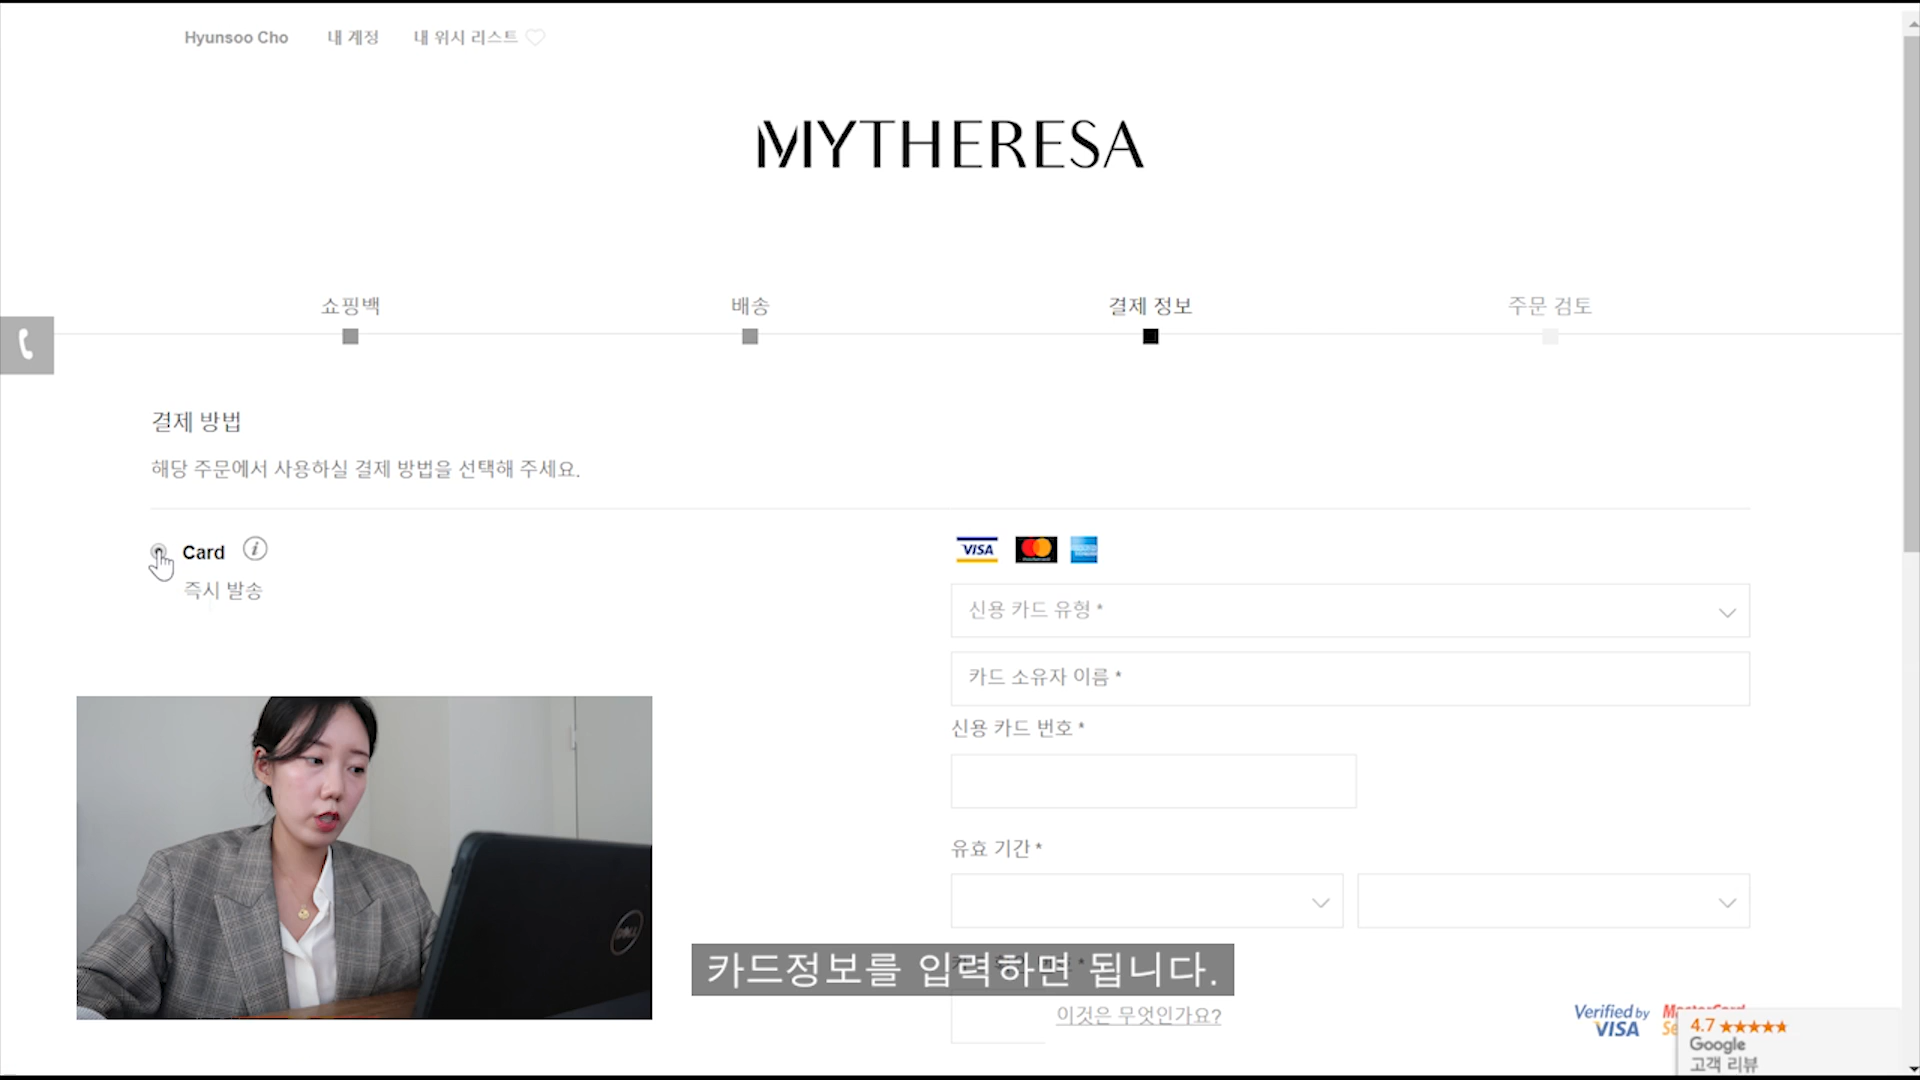 Hyunsoo Cho 내 계정 내 위시 리스트
MYTHERESA
쇼핑백 배송 결제 정보 주문 검토
결제 방법
해당 주문에서 사용하실 결제 방법을 선택해 주세요.
Card i
즉시 발송
VISA
신용 카드 유형 *
카드 소유자 이름 *
신용 카드 번호 *
유효 기간 *
DELL
카드정보를 입력하면 됩니다.
이것은 무엇인가요?
Verified by VISA
MasterCard
4.7 ★★★★★
Google
고객 리뷰